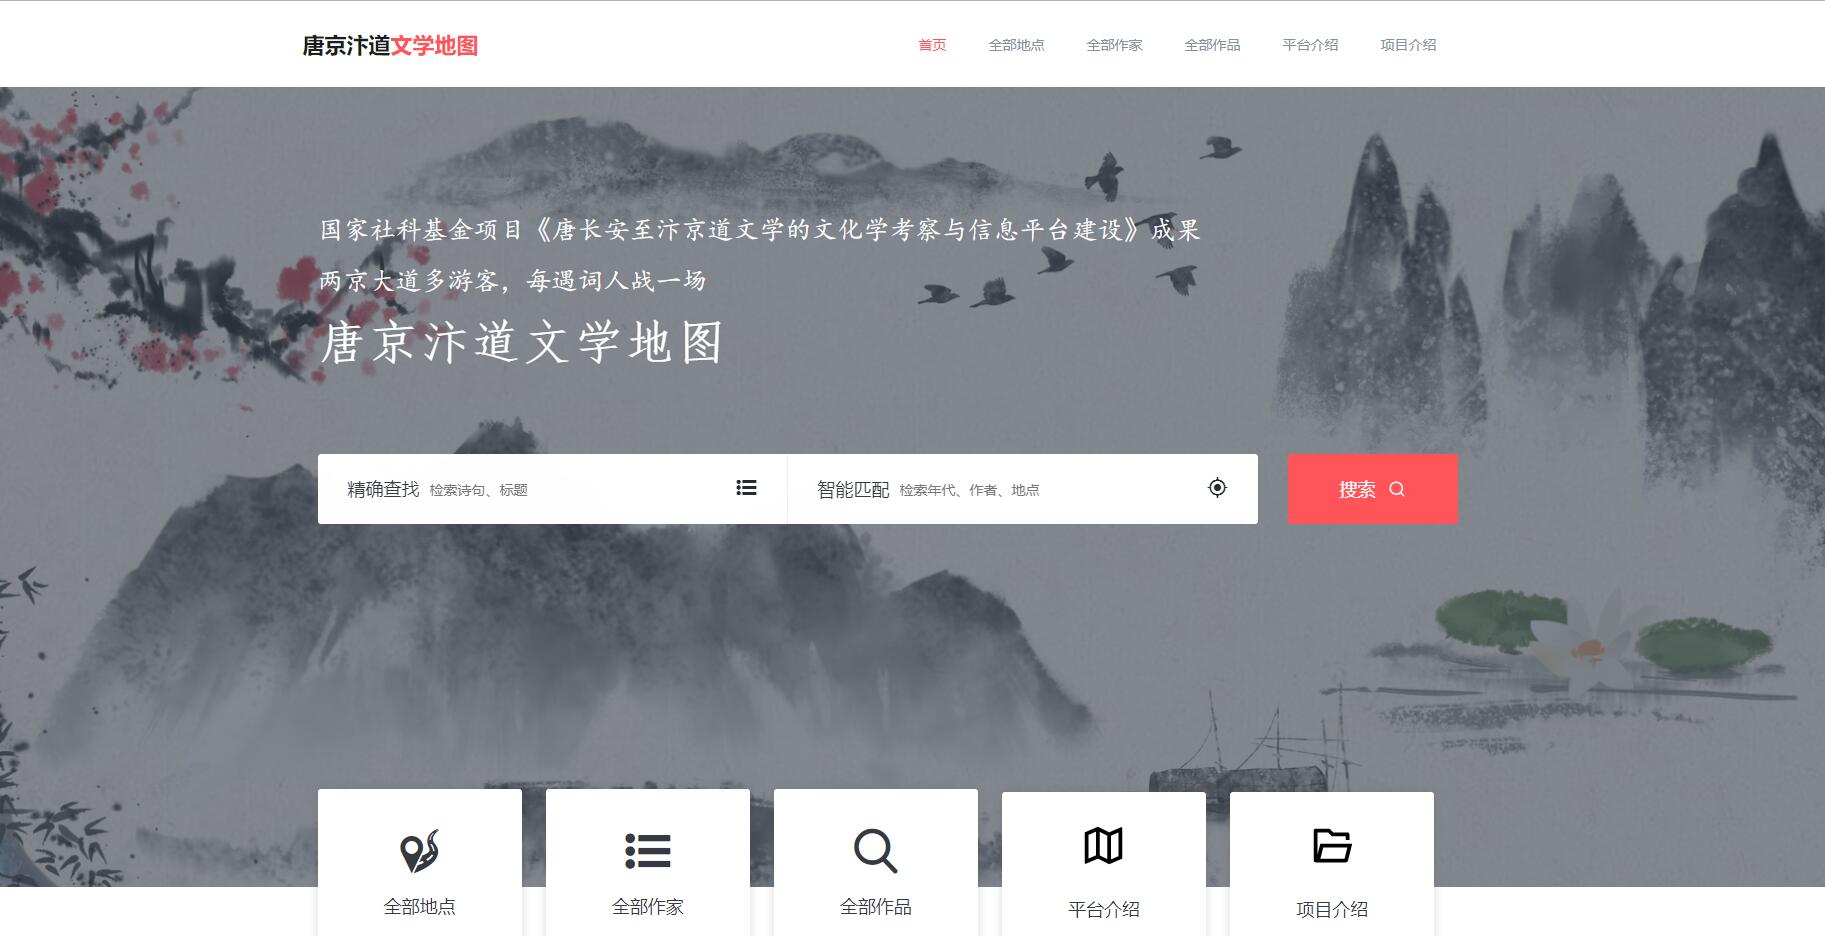 唐京汴道文学地图
首页 全部地点 全部作家 全部作品 平台介绍 项目介绍
国家社科基金项目《唐长安至汴京道文学的文化学考察与信息平台建设》成果
两京大道多游客，每遇词人战一场
唐京汴道文学地图
精确查找 检索诗句、标题 智能匹配 检索年代、作者、地点 搜索
全部地点 全部作家 全部作品 平台介绍 项目介绍